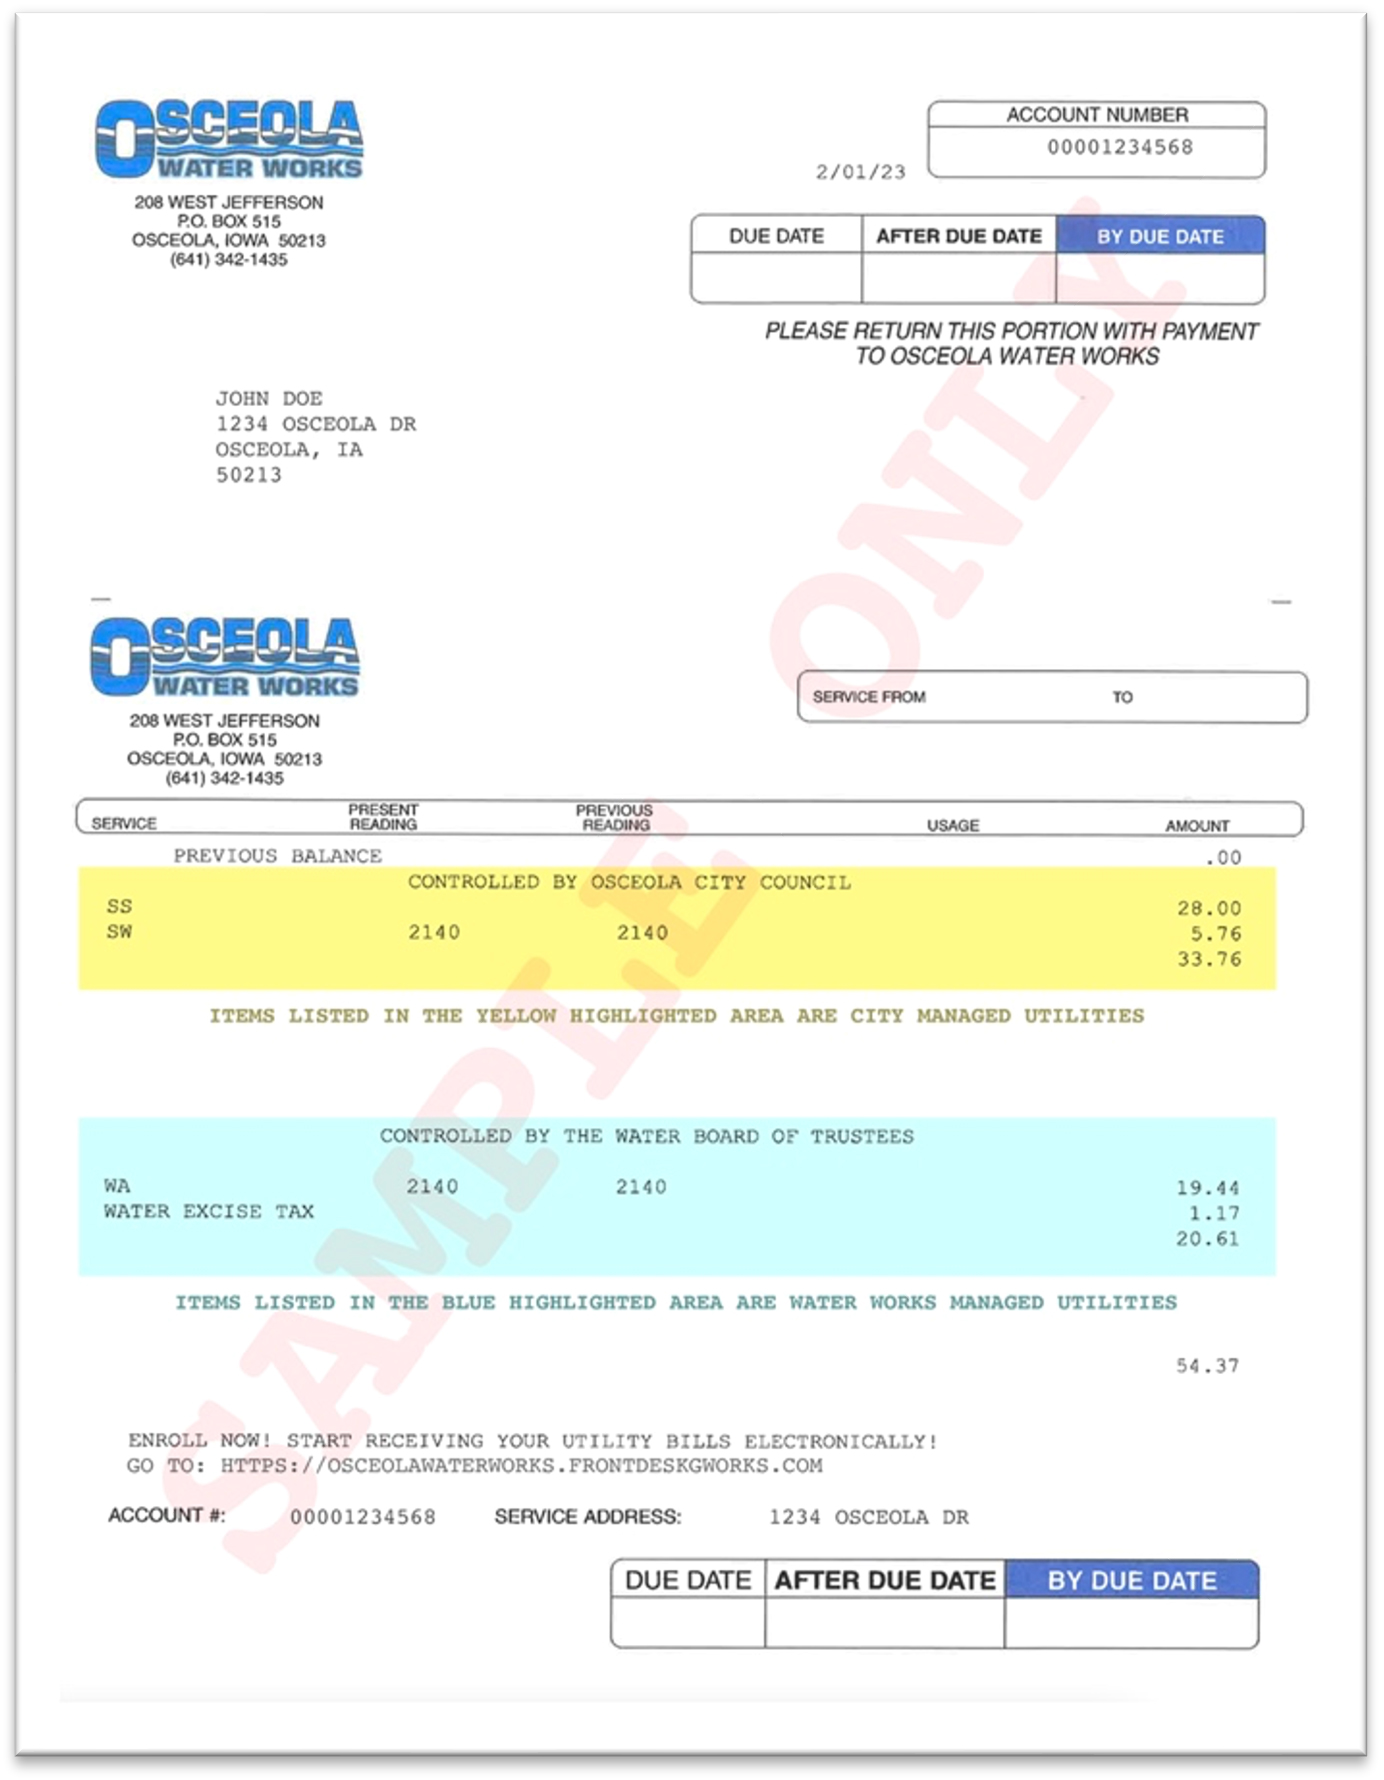 OSCEOLA
WATER WORKS
208 WEST JEFFERSON
P.O. BOX 515
OSCEOLA, IOWA 50213
(641) 342-1435
ACCOUNT NUMBER
00001234568
2/01/23
DUE DATE AFTER DUE DATE BY DUE DATE
PLEASE RETURN THIS PORTION WITH PAYMENT
TO OSCEOLA WATER WORKS
JOHN DOE
1234 OSCEOLA DR
OSCEOLA, IA
50213
OSCEOLA
WATER WORKS
208 WEST JEFFERSON
P.O. BOX 515
OSCEOLA, IOWA 50213
(641) 342-1435
SERVICE FROM TO
SERVICE PRESENT READING PREVIOUS READING USAGE AMOUNT
PREVIOUS BALANCE .00
CONTROLLED BY OSCEOLA CITY COUNCIL
SS 28.00
SW 2140 2140 5.76
33.76
ITEMS LISTED IN THE YELLOW HIGHLIGHTED AREA ARE CITY MANAGED UTILITIES
CONTROLLED BY THE WATER BOARD OF TRUSTEES
WA 2140 2140 19.44
WATER EXCISE TAX 1.17
20.61
ITEMS LISTED IN THE BLUE HIGHLIGHTED AREA ARE WATER WORKS MANAGED UTILITIES
54.37
ENROLL NOW! START RECEIVING YOUR UTILITY BILLS ELECTRONICALLY!
GO TO: HTTPS://OSCEOLAWATERWORKS.FRONTDESKGWORKS.COM
ACCOUNT #: 00001234568 SERVICE ADDRESS: 1234 OSCEOLA DR
DUE DATE AFTER DUE DATE BY DUE DATE
SAMPLE ONLY